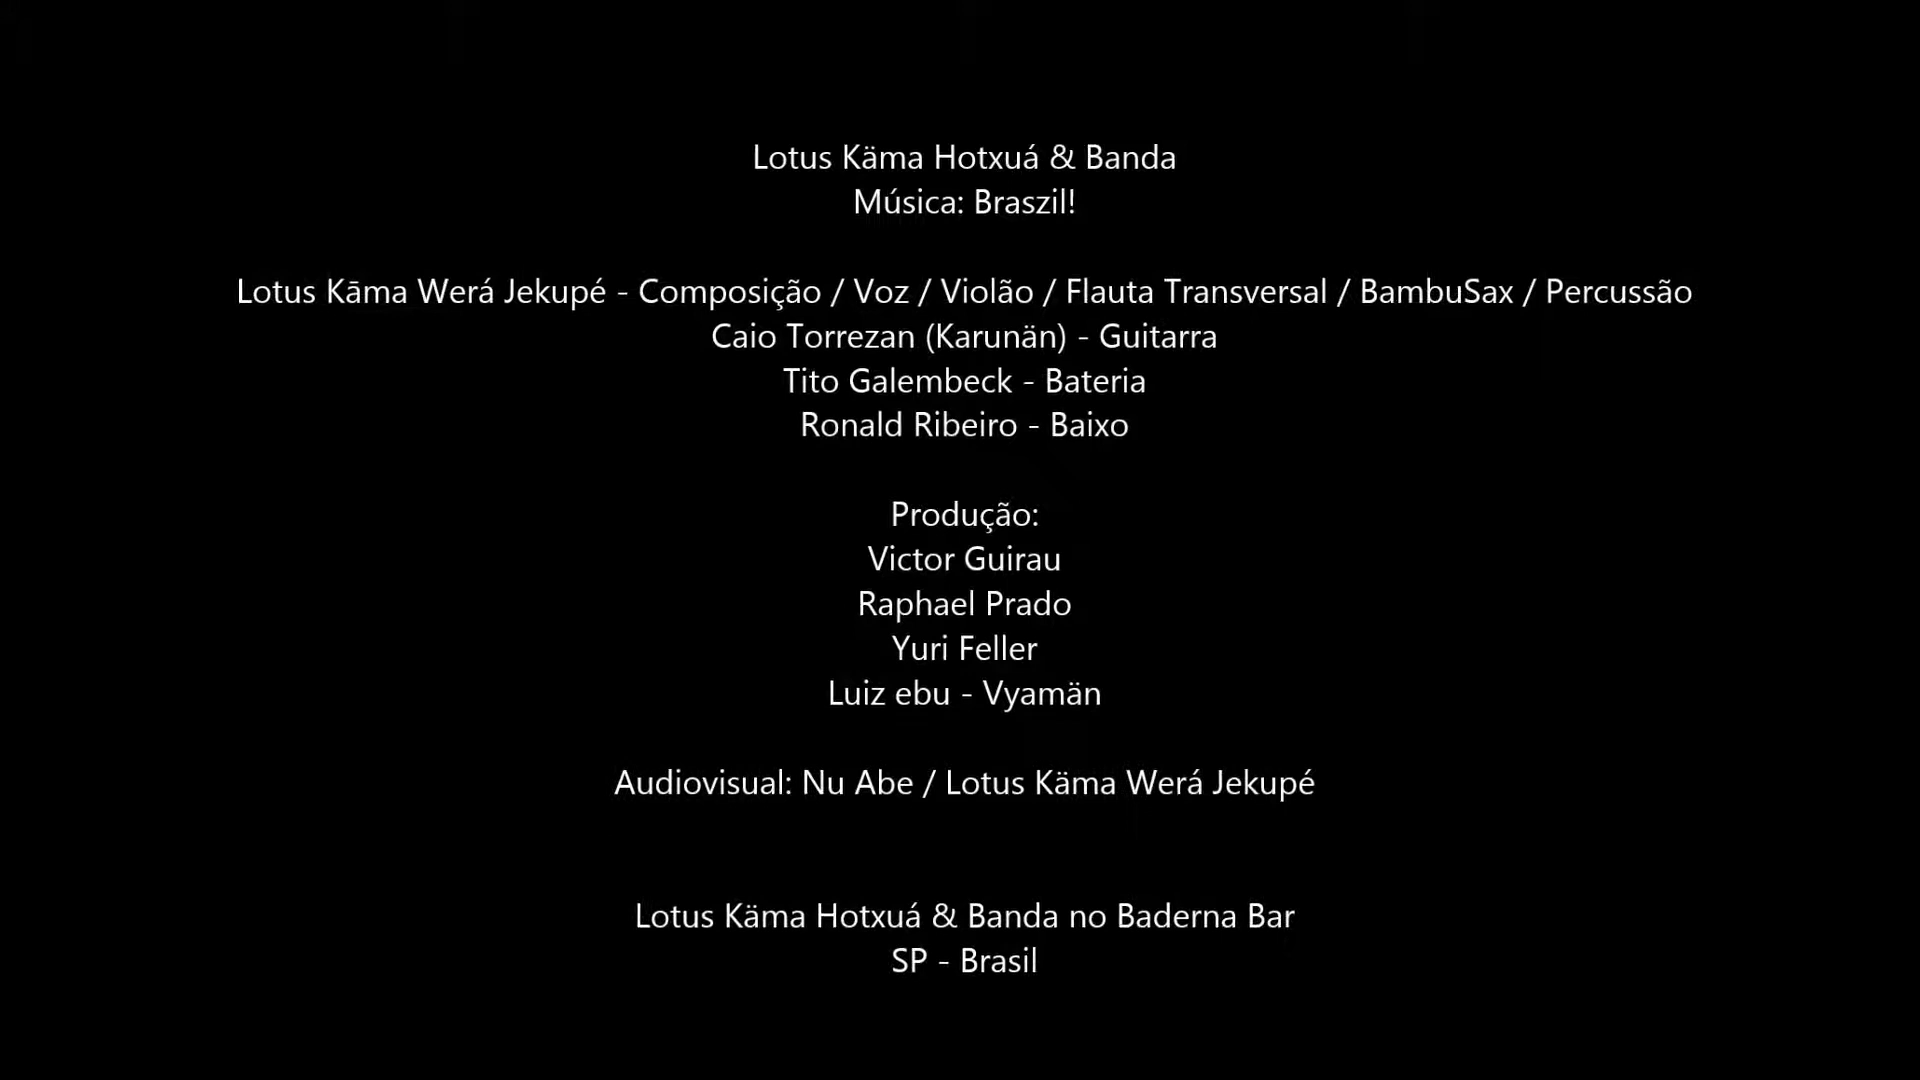 Lotus Käma Hotxuá & Banda
Música: Braszil!
Lotus Kāma Werá Jekupé - Composição / Voz / Violão / Flauta Transversal / BambuSax / Percussão
Caio Torrezan (Karunän) - Guitarra
Tito Galembeck - Bateria
Ronald Ribeiro - Baixo
Produção:
Victor Guirau
Raphael Prado
Yuri Feller
Luiz ebu - Vyamän
Audiovisual: Nu Abe / Lotus Käma Werá Jekupé
Lotus Käma Hotxuá & Banda no Baderna Bar
SP - Brasil